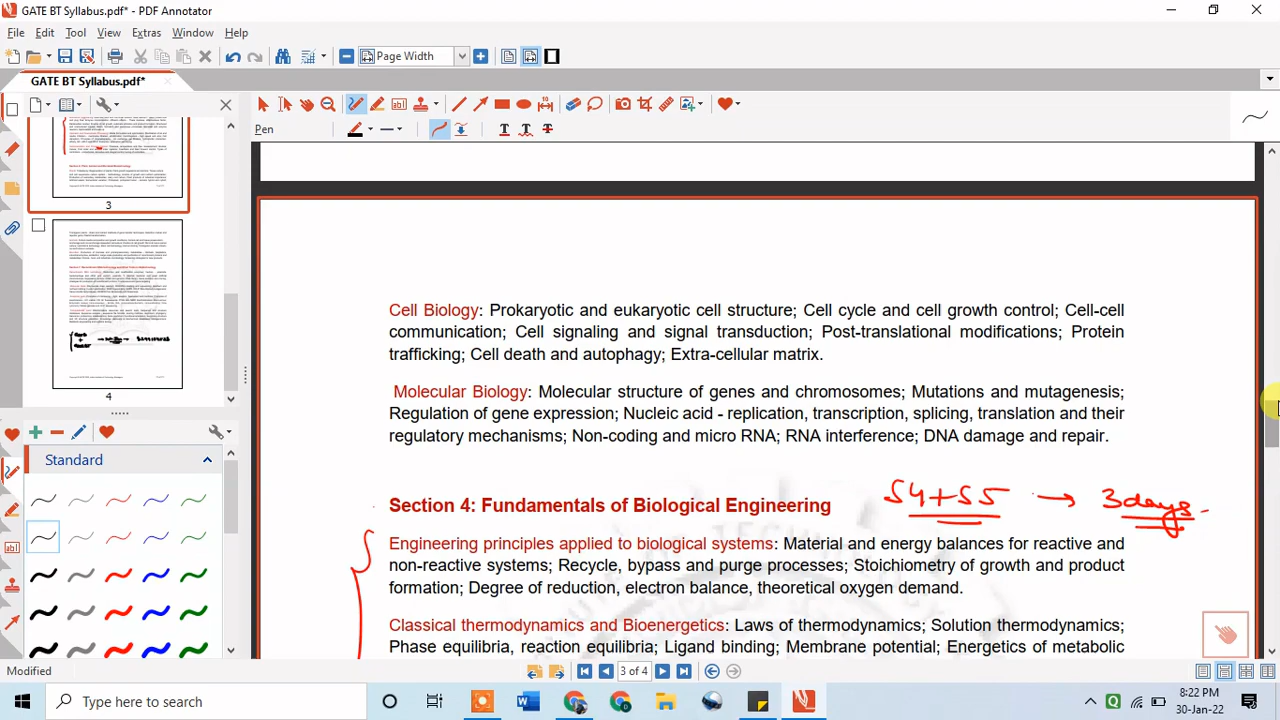 GATE BT Syllabus.pdf* - PDF Annotator
File Edit Tool View Extras Window Help
Page Width
GATE BT Syllabus.pdf*
Pen
3
4
Standard
Cell Biology: Prokaryotic and eukaryotic cell structure; Cell cycle and cell growth control; Cell-cell
communication; Cell signaling and signal transduction; Post-translational modifications; Protein
trafficking; Cell death and autophagy; Extra-cellular matrix.
Molecular Biology: Molecular structure of genes and chromosomes; Mutations and mutagenesis;
Regulation of gene expression; Nucleic acid - replication, transcription, splicing, translation and their
regulatory mechanisms; Non-coding and micro RNA; RNA interference; DNA damage and repair.
Section 4: Fundamentals of Biological Engineering
S4+S5 → 3days
Engineering principles applied to biological systems: Material and energy balances for reactive and
non-reactive systems; Recycle, bypass and purge processes; Stoichiometry of growth and product
formation; Degree of reduction, electron balance, theoretical oxygen demand.
Classical thermodynamics and Bioenergetics: Laws of thermodynamics; Solution thermodynamics;
Phase equilibria, reaction equilibria; Ligand binding; Membrane potential; Energetics of metabolic
Modified
3 of 4
Type here to search
8:22 PM
30-Jan-22